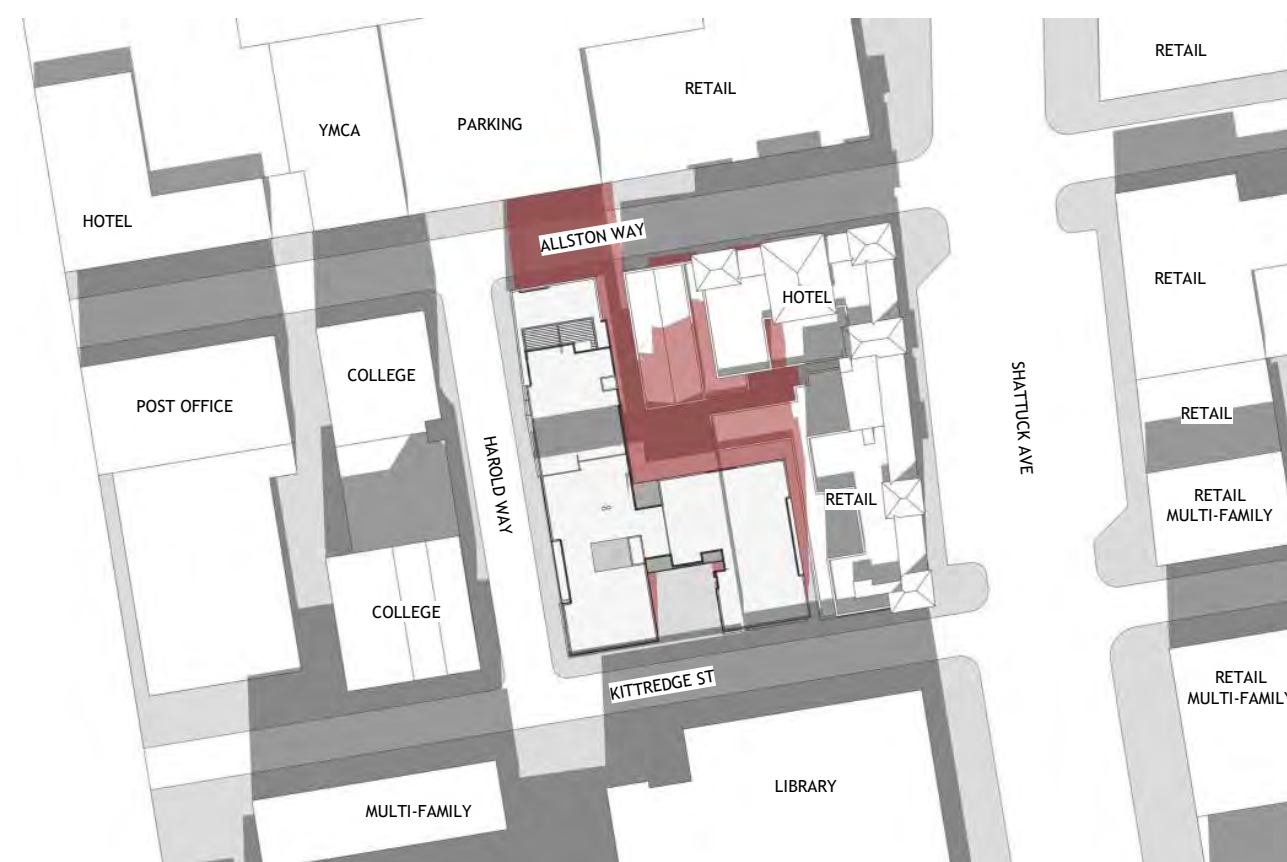 RETAIL
RETAIL
YMCA
PARKING
HOTEL
ALLSTON WAY
RETAIL
HOTEL
SHATTUCK AVE
COLLEGE
POST OFFICE
RETAIL
HAROLD WAY
RETAIL
RETAIL
MULTI-FAMILY
COLLEGE
KITTREDGE ST
RETAIL
MULTI-FAMILY
LIBRARY
MULTI-FAMILY